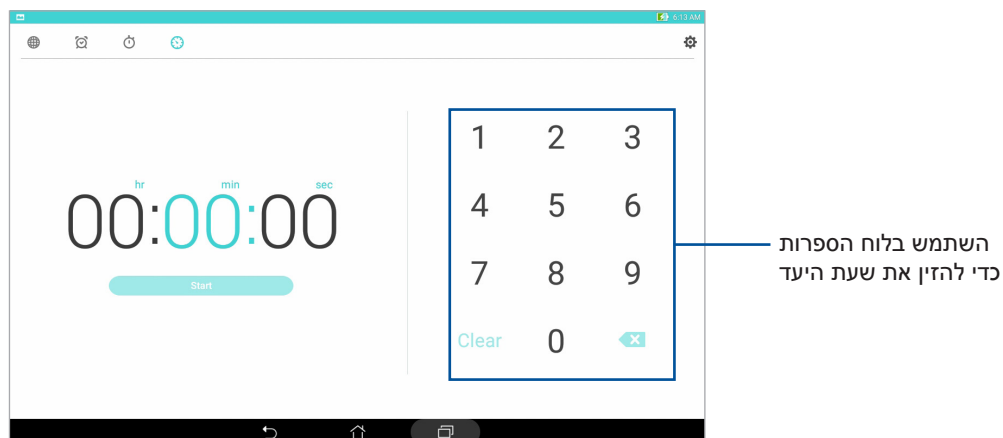 6:13 AM
hr min sec
00:00:00
Start
1 2 3
4 5 6
7 8 9
Clear 0
השתמש בלוח הספרות
כדי להזין את שעת היעד